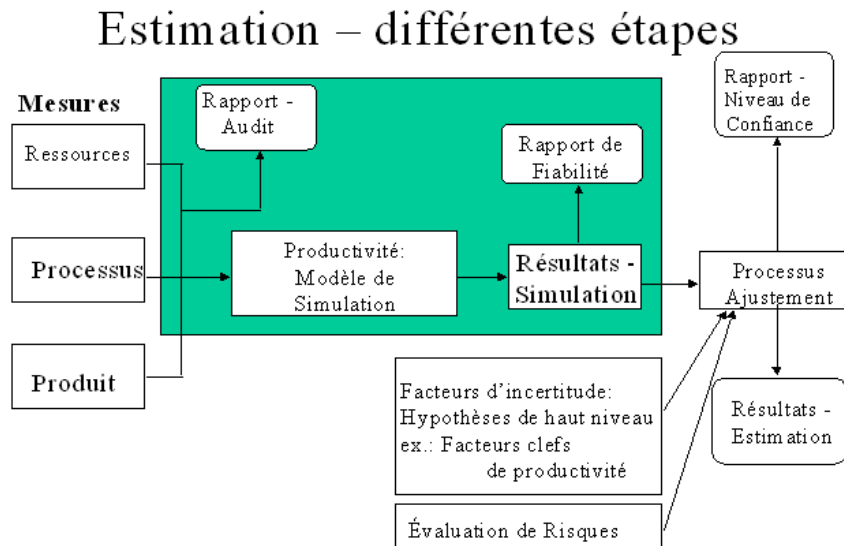 Estimation – différentes étapes
Mesures
Ressources
Processus
Produit
Rapport -
Audit
Productivité:
Modèle de
Simulation
Rapport de
Fiabilité
Résultats -
Simulation
Rapport -
Niveau de
Confiance
Processus
Ajustement
Facteurs d'incertitude:
Hypothèses de haut niveau
ex.: Facteurs clefs
de productivité
Évaluation de Risques
Résultats -
Estimation